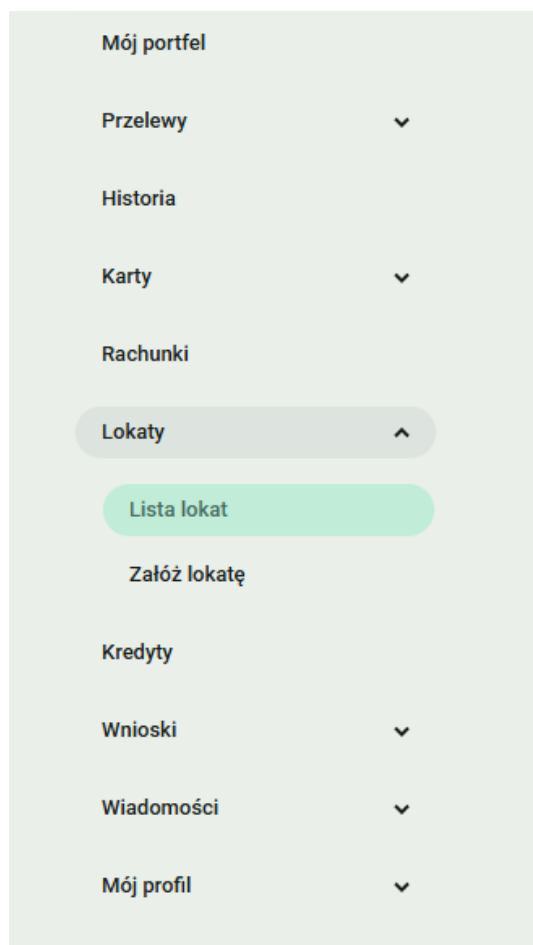 Mój portfel
Przelewy
Historia
Karty
Rachunki
Lokaty
Lista lokat
Załóż lokatę
Kredyty
Wnioski
Wiadomości
Mój profil